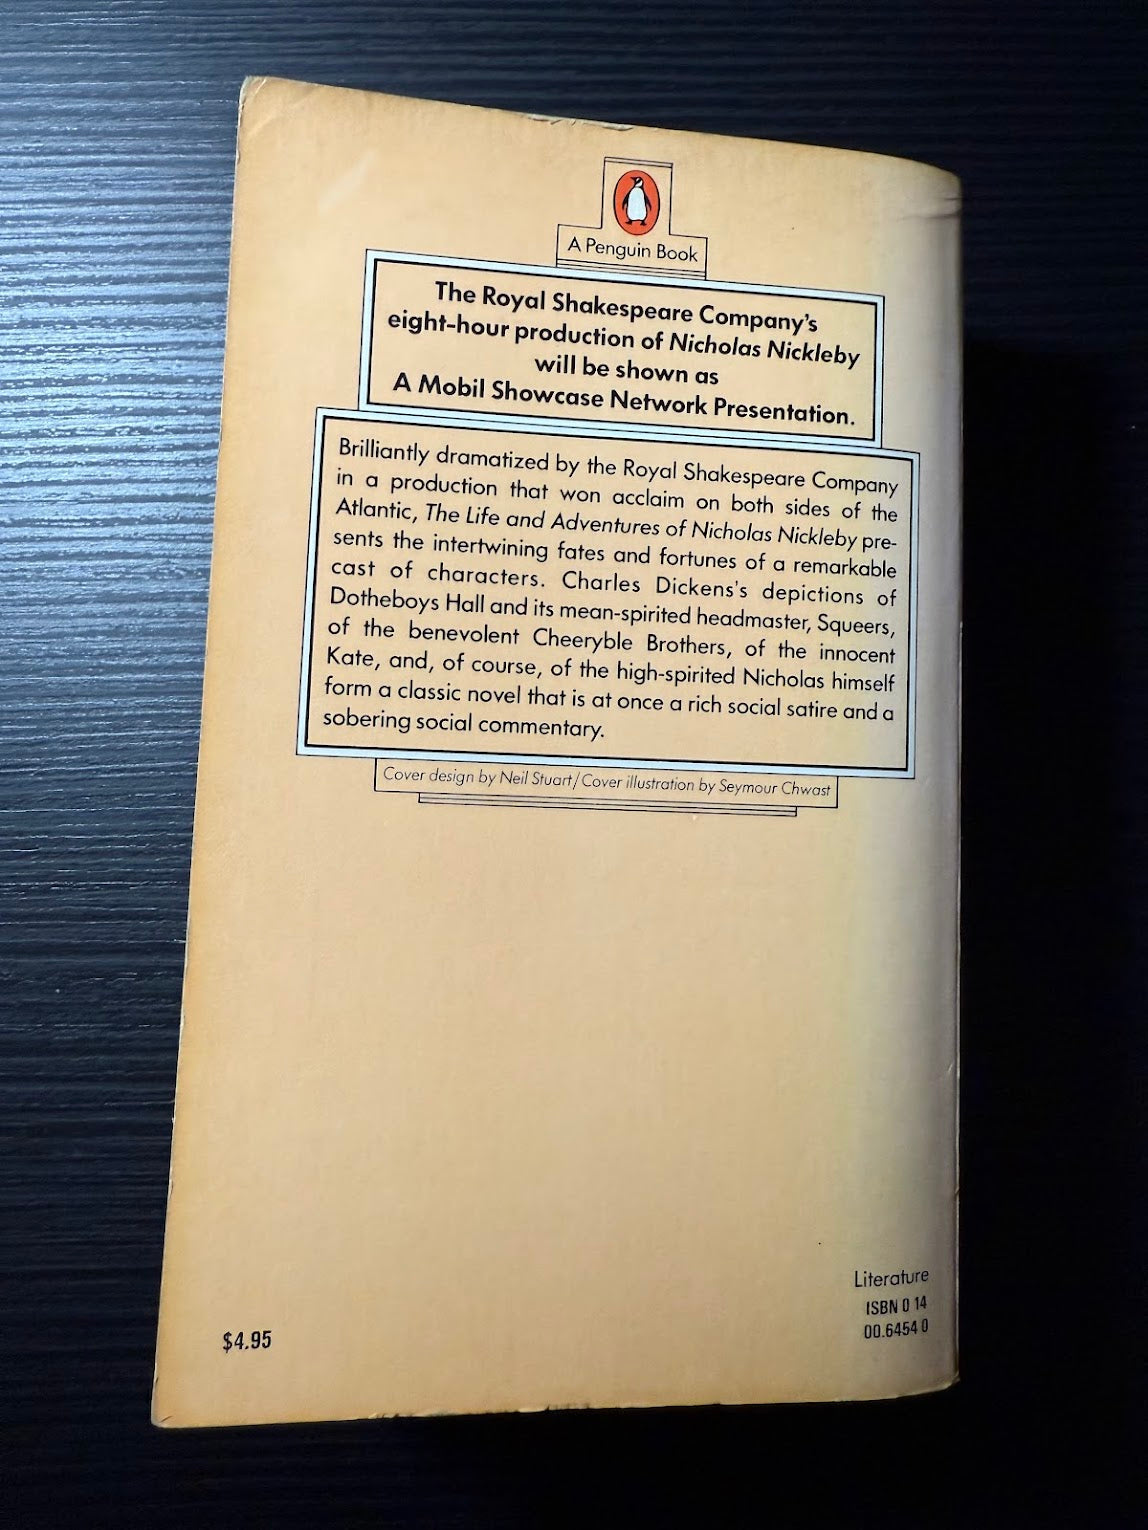 A Penguin Book
The Royal Shakespeare Company's
eight-hour production of Nicholas Nickleby
will be shown as
A Mobil Showcase Network Presentation.
Brilliantly dramatized by the Royal Shakespeare Company
in a production that won acclaim on both sides of the
Atlantic, The Life and Adventures of Nicholas Nickleby pre-
sents the intertwining fates and fortunes of a remarkable
cast of characters. Charles Dickens's depictions of
Dotheboys Hall and its mean-spirited headmaster, Squeers,
of the benevolent Cheeryble Brothers, of the innocent
Kate, and, of course, of the high-spirited Nicholas himself
form a classic novel that is at once a rich social satire and a
sobering social commentary.
Cover design by Neil Stuart/Cover illustration by Seymour Chwast
Literature
ISBN 0 14
00.6454 0
$4.95